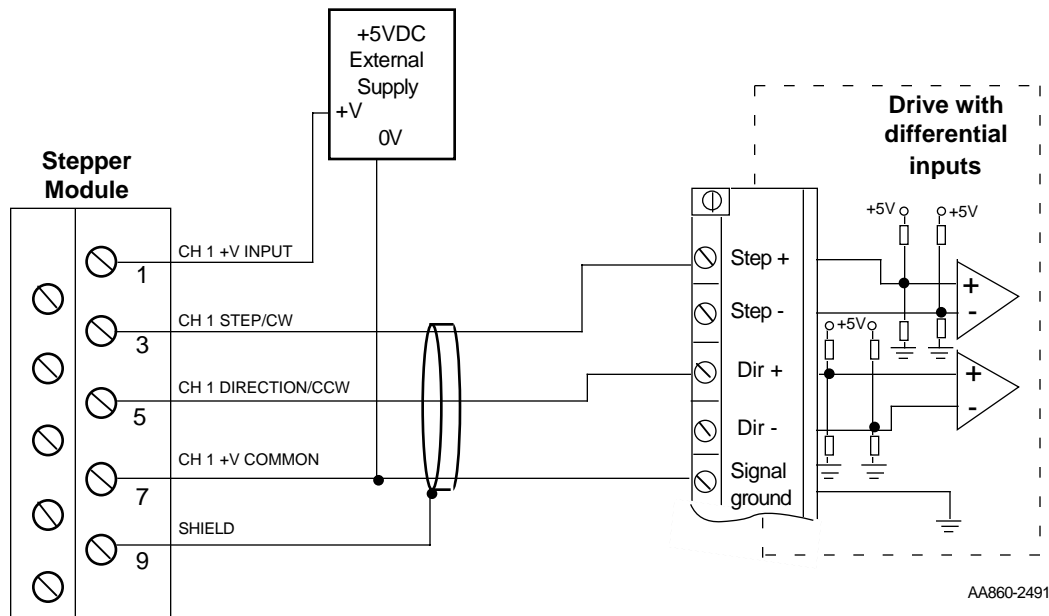 +5VDC
External
Supply
+V
0V
Stepper
Module
CH 1 +V INPUT
1
CH 1 STEP/CW
3
CH 1 DIRECTION/CCW
5
CH 1 +V COMMON
7
SHIELD
9
Drive with
differential
inputs
Step +
Step -
Dir +
Dir -
Signal
ground
+5V
+5V
+
-
+5V
+
-
AA860-2491